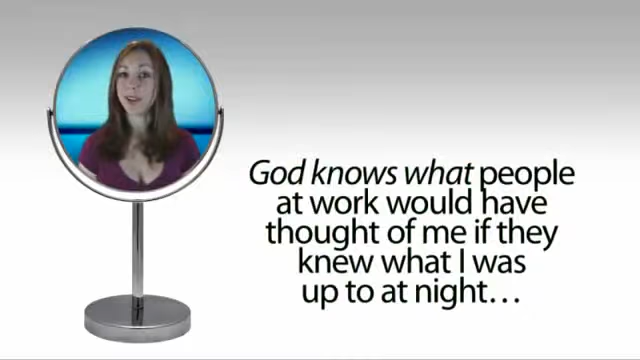 God knows what people
at work would have
thought of me if they
knew what I was
up to at night...